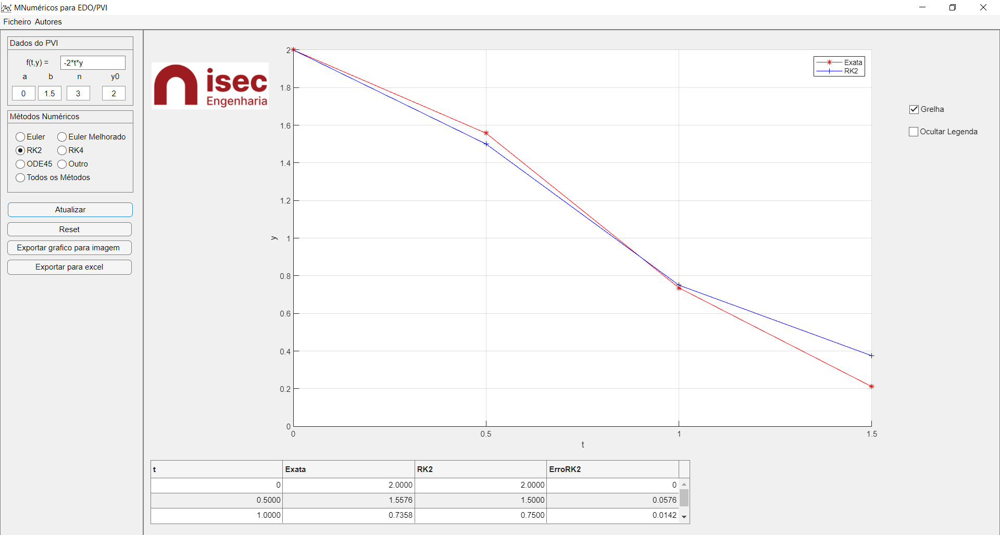 MNuméricos para EDO/PVI
Ficheiro Autores
Dados do PVI
f(t,y) = -2*t*y
a b n y0
0 1.5 3 2
Métodos Numéricos
Euler Euler Melhorado
RK2 RK4
ODE45 Outro
Todos os Métodos
Atualizar
Reset
Exportar grafico para imagem
Exportar para excel
isec
Engenharia
2
1.8
1.6
1.4
1.2
1
0.8
0.6
0.4
0.2
0
y
0 0.5 1 1.5
t
Exata
RK2
Grelha
Ocultar Legenda
t Exata RK2 ErroRK2
0 2.0000 2.0000 0
0.5000 1.5576 1.5000 0.0576
1.0000 0.7358 0.7500 0.0142